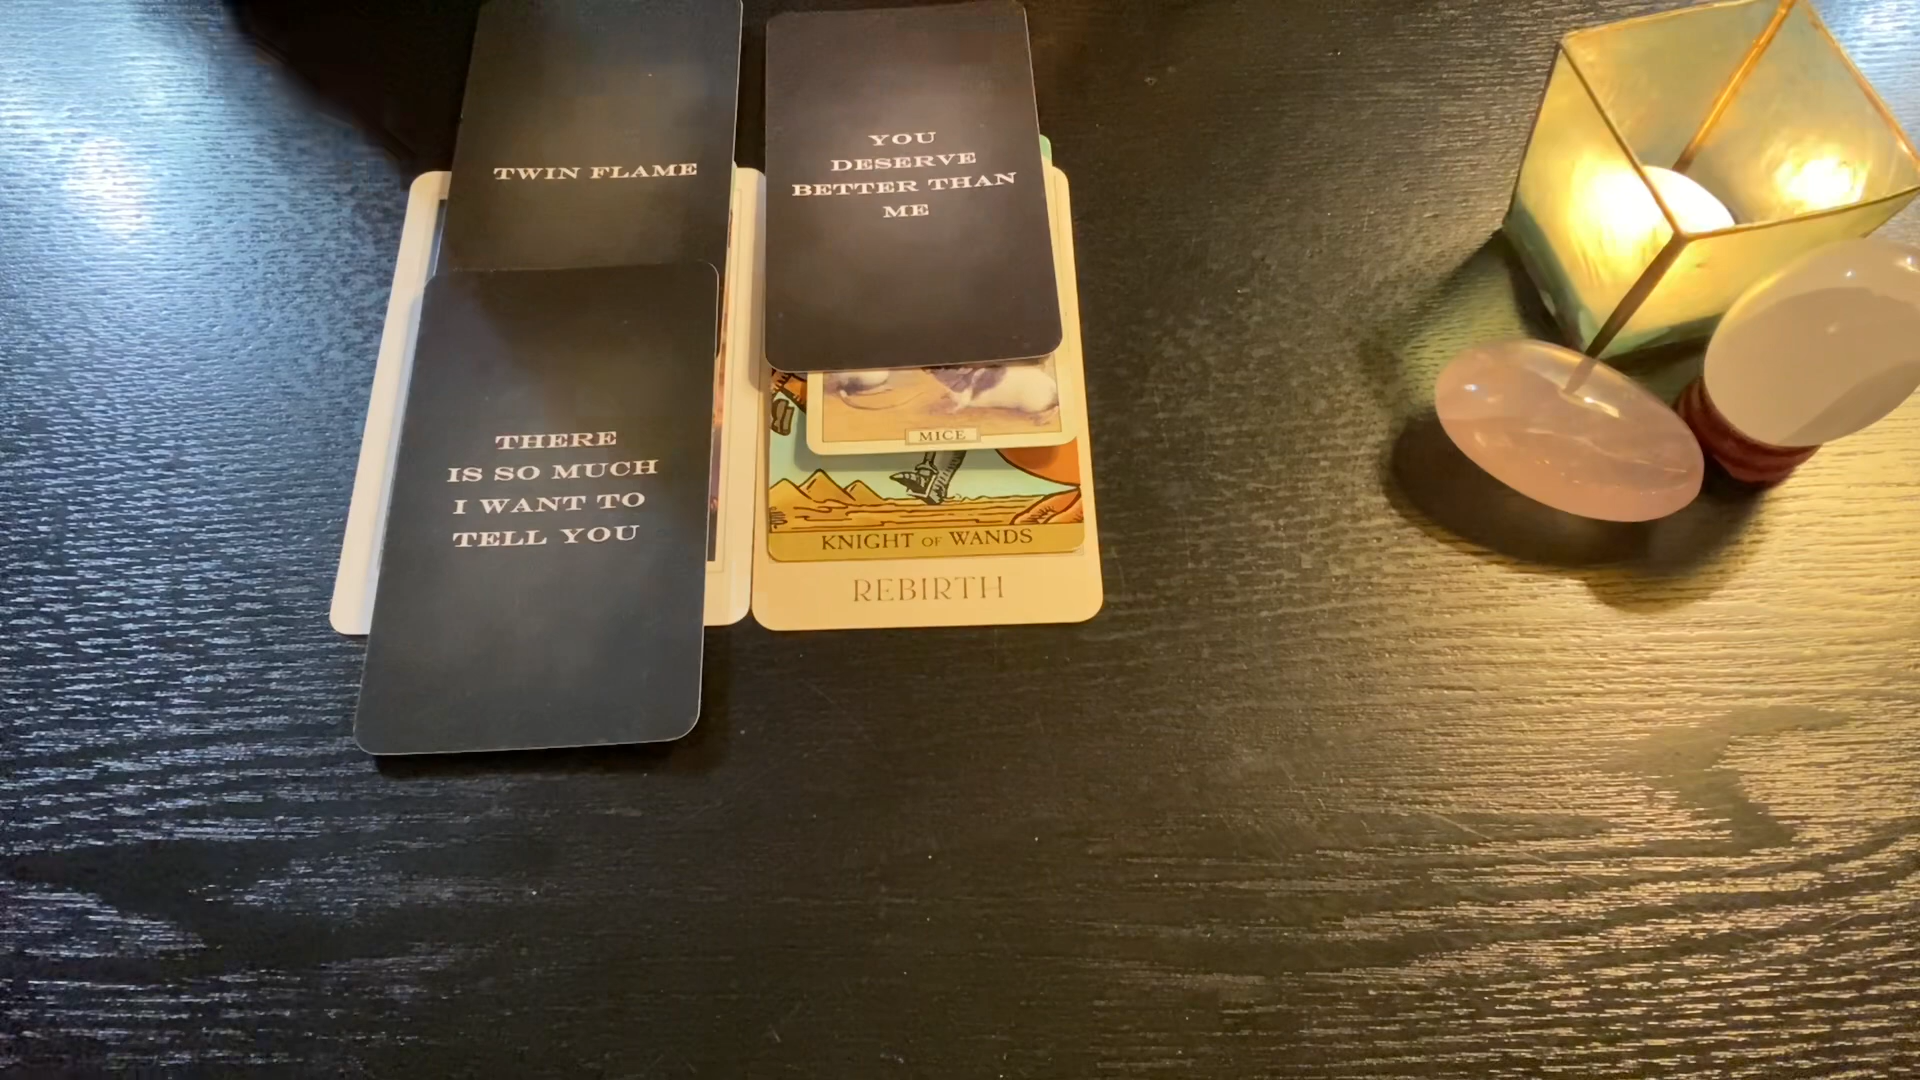 TWIN FLAME
THERE
IS SO MUCH
I WANT TO
TELL YOU
YOU
DESERVE
BETTER THAN
ME
MICE
KNIGHT OF WANDS
REBIRTH